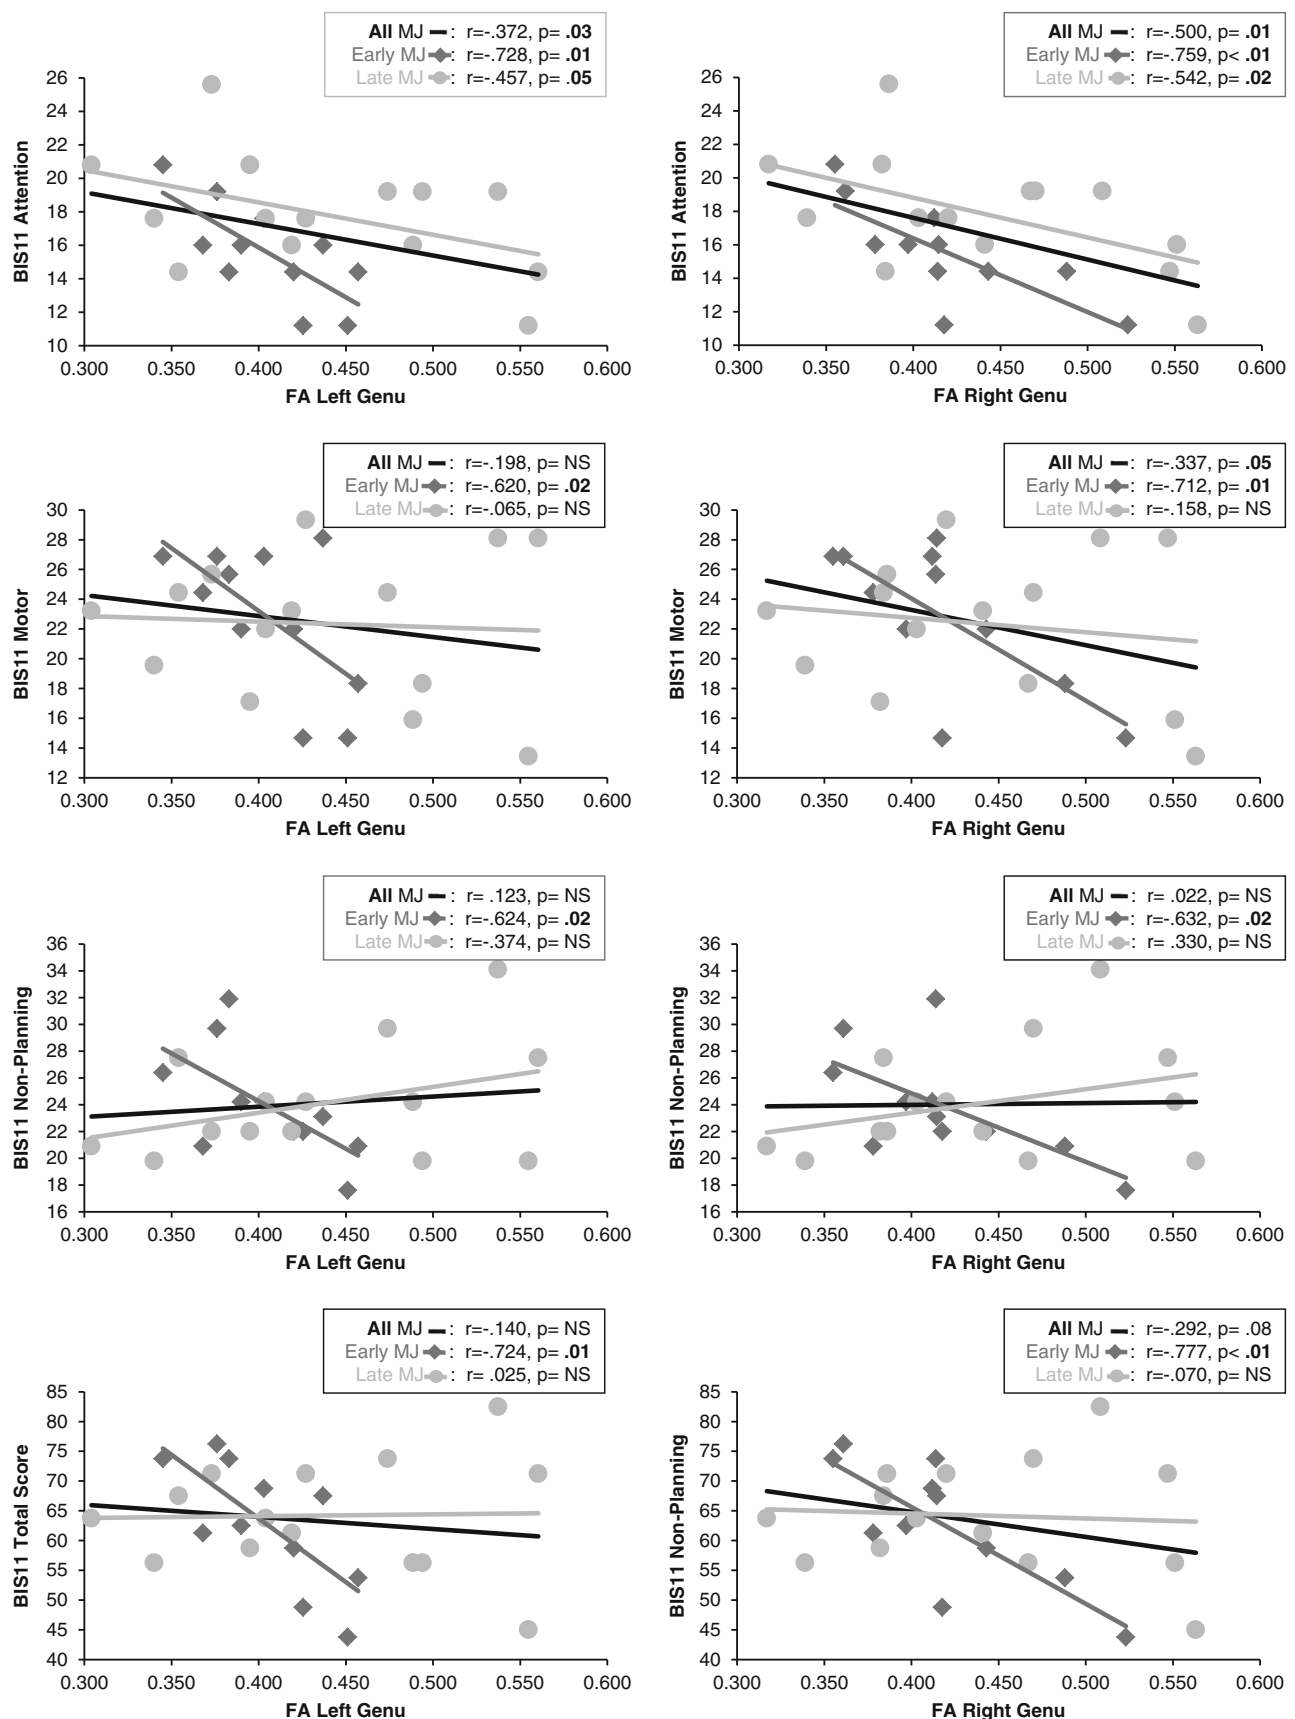 All MJ : r=-.372, p= .03
Early MJ : r=-.728, p= .01
Late MJ : r=-.457, p= .05
26
24
22
20
18
16
14
12
10
BIS11 Attention
0.300 0.350 0.400 0.450 0.500 0.550 0.600
FA Left Genu
All MJ : r=-.500, p= .01
Early MJ : r=-.759, p< .01
Late MJ : r=-.542, p= .02
26
24
22
20
18
16
14
12
10
BIS11 Attention
0.300 0.350 0.400 0.450 0.500 0.550 0.600
FA Right Genu
All MJ : r=-.198, p= NS
Early MJ : r=-.620, p= .02
Late MJ : r=-.065, p= NS
30
28
26
24
22
20
18
16
14
12
BIS11 Motor
0.300 0.350 0.400 0.450 0.500 0.550 0.600
FA Left Genu
All MJ : r=-.337, p= .05
Early MJ : r=-.712, p= .01
Late MJ : r=-.158, p= NS
30
28
26
24
22
20
18
16
14
12
BIS11 Motor
0.300 0.350 0.400 0.450 0.500 0.550 0.600
FA Right Genu
All MJ : r= .123, p= NS
Early MJ : r=-.624, p= .02
Late MJ : r=-.374, p= NS
36
34
32
30
28
26
24
22
20
18
16
BIS11 Non-Planning
0.300 0.350 0.400 0.450 0.500 0.550 0.600
FA Left Genu
All MJ : r= .022, p= NS
Early MJ : r=-.632, p= .02
Late MJ : r= .330, p= NS
36
34
32
30
28
26
24
22
20
18
16
BIS11 Non-Planning
0.300 0.350 0.400 0.450 0.500 0.550 0.600
FA Right Genu
All MJ : r=-.140, p= NS
Early MJ : r=-.724, p= .01
Late MJ : r= .025, p= NS
85
80
75
70
65
60
55
50
45
40
BIS11 Total Score
0.300 0.350 0.400 0.450 0.500 0.550 0.600
FA Left Genu
All MJ : r=-.292, p= .08
Early MJ : r=-.777, p< .01
Late MJ : r=-.070, p= NS
85
80
75
70
65
60
55
50
45
40
BIS11 Non-Planning
0.300 0.350 0.400 0.450 0.500 0.550 0.600
FA Right Genu